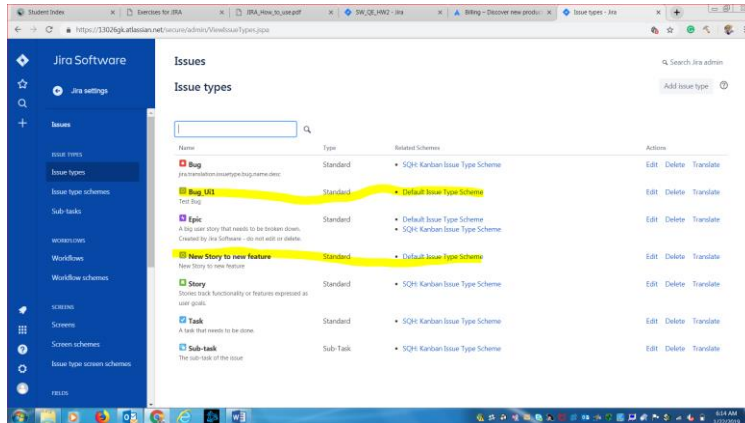 Student Index
Exercises for JIRA
JIRA_How_to_use.pdf
SW_QE_HW2 - Jira
Billing – Discover new produc
Issue types - Jira
https://13026gk.atlassian.net/secure/admin/ViewIssueTypes.jspa
Jira Software
Jira settings
Issues
ISSUE TYPES
Issue types
Issue type schemes
Sub-tasks
WORKFLOWS
Workflows
Workflow schemes
SCREENS
Screens
Screen schemes
Issue type screen schemes
FIELDS
Issues
Search Jira admin
Issue types
Add issue type
Name Type Related Schemes Actions
Bug Standard • SQH: Kanban Issue Type Scheme Edit Delete Translate
jira.translation.issuetype.bug.name.desc
Bug_UI1 Standard • Default Issue Type Scheme Edit Delete Translate
Test Bug
Epic Standard • Default Issue Type Scheme Edit Delete Translate
A big user story that needs to be broken down. • SQH: Kanban Issue Type Scheme
Created by Jira Software - do not edit or delete.
New Story to new feature Standard • Default Issue Type Scheme Edit Delete Translate
New Story to new feature
Story Standard • SQH: Kanban Issue Type Scheme Edit Delete Translate
Stories track functionality or features expressed as
user goals.
Task Standard • SQH: Kanban Issue Type Scheme Edit Delete Translate
A task that needs to be done.
Sub-task Sub-Task • SQH: Kanban Issue Type Scheme Edit Delete Translate
The sub-task of the issue
6:14 AM